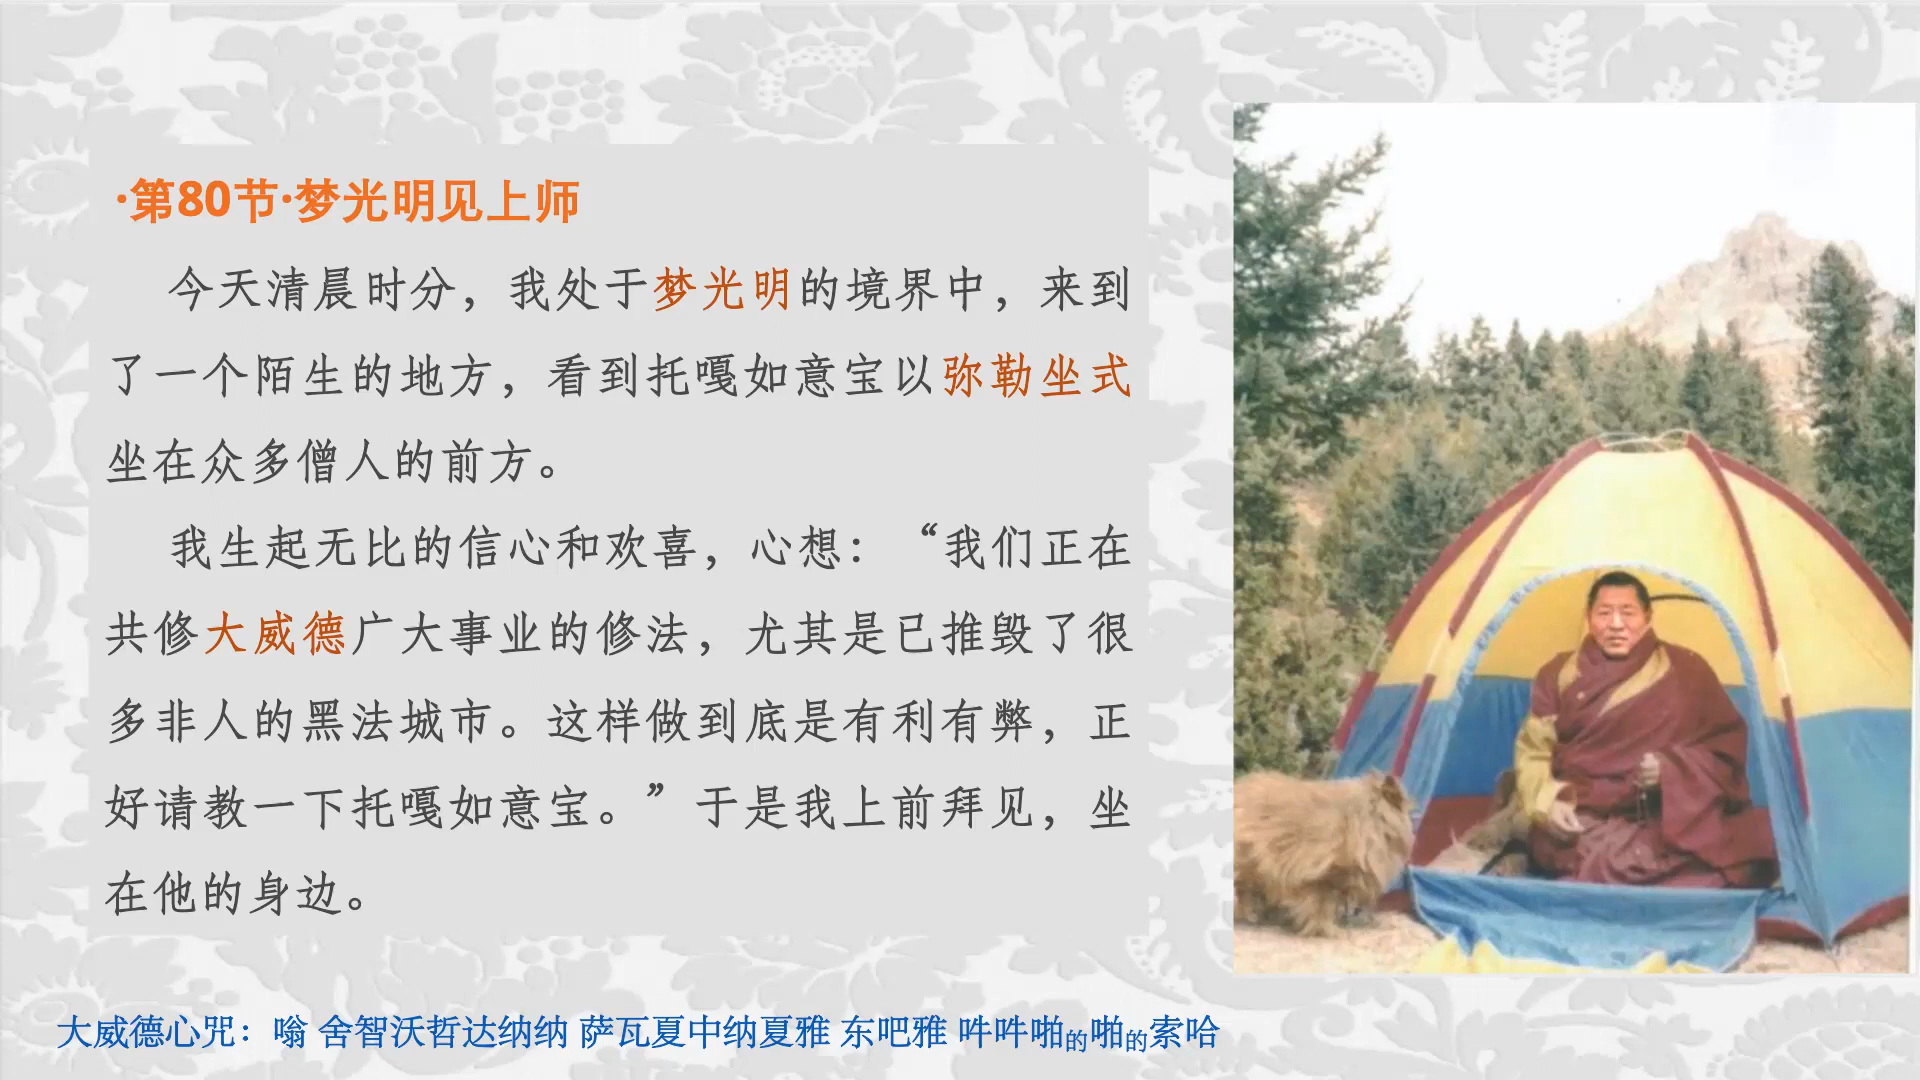 ·第80节·梦光明见上师
今天清晨时分，我处于梦光明的境界中，来到
了一个陌生的地方，看到托嘎如意宝以弥勒坐式
坐在众多僧人的前方。
我生起无比的信心和欢喜，心想：“我们正在
共修大威德广大事业的修法，尤其是已推毁了很
多非人的黑法城市。这样做到底是有利有弊，正
好请教一下托嘎如意宝。”于是我上前拜见，坐
在他的身边。
大威德心咒：嗡 舍智沃哲达纳纳 萨瓦夏中纳夏雅 东吧雅 吽吽啪的啪的索哈